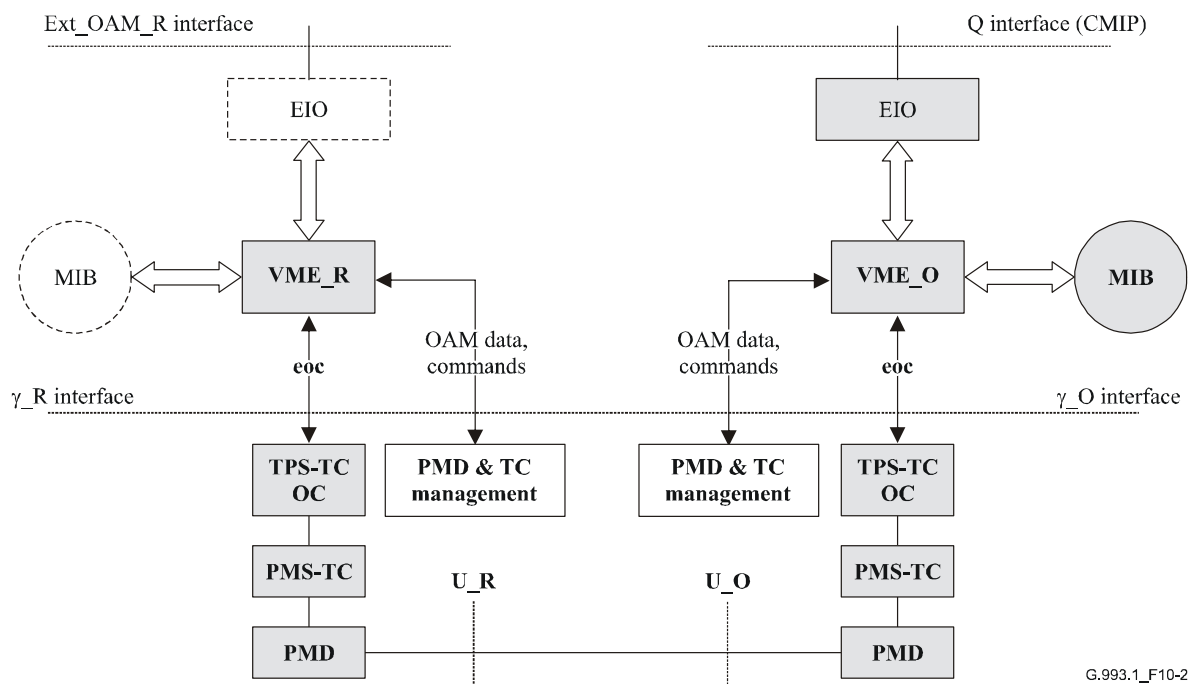 Ext_OAM_R interface
Q interface (CMIP)
EIO
EIO
MIB
VME_R
VME_O
MIB
OAM data,
commands
OAM data,
commands
eoc
eoc
γ_R interface
γ_O interface
TPS-TC
OC
PMD & TC
management
PMD & TC
management
TPS-TC
OC
PMS-TC
U_R
U_O
PMS-TC
PMD
PMD
G.993.1_F10-2